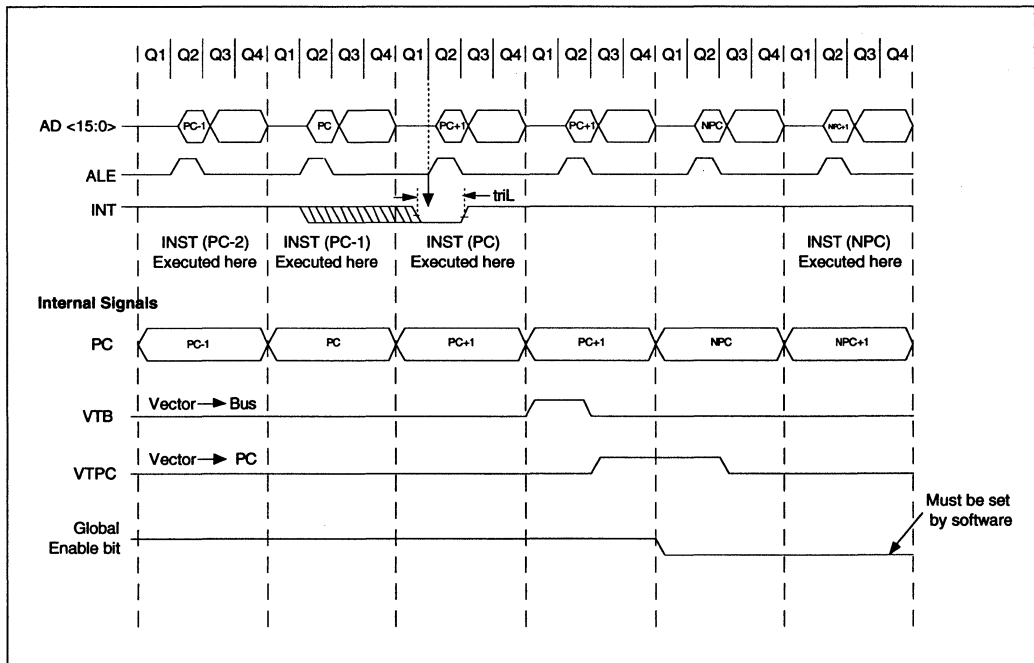 Q1 Q2 Q3 Q4 Q1 Q2 Q3 Q4 Q1 Q2 Q3 Q4 Q1 Q2 Q3 Q4 Q1 Q2 Q3 Q4 Q1 Q2 Q3 Q4
AD <15:0> PC-1 PC PC+1 PC+1 NPC NPC+1
ALE
triL
INT
INST (PC-2) INST (PC-1) INST (PC) INST (NPC)
Executed here Executed here Executed here Executed here
Internal Signals
PC PC-1 PC PC+1 PC+1 NPC NPC+1
Vector → Bus
VTB
Vector → PC
VTPC
Must be set
by software
Global
Enable bit